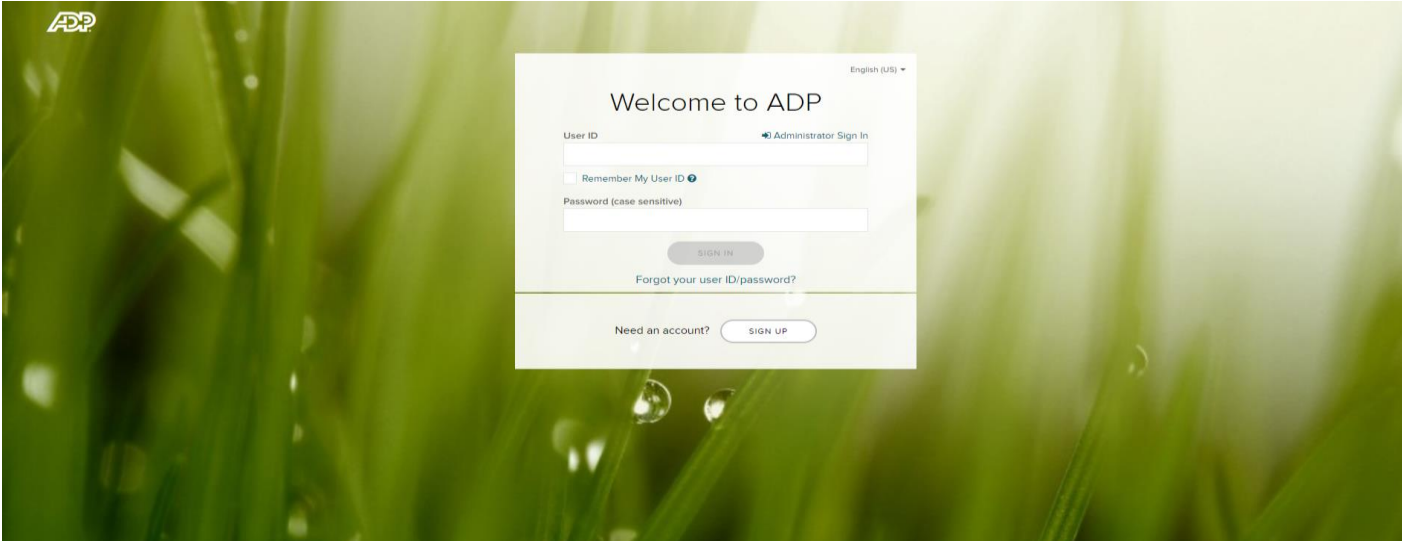 ADP
English (US)
Welcome to ADP
User ID
Administrator Sign In
Remember My User ID
Password (case sensitive)
SIGN IN
Forgot your user ID/password?
Need an account?
SIGN UP